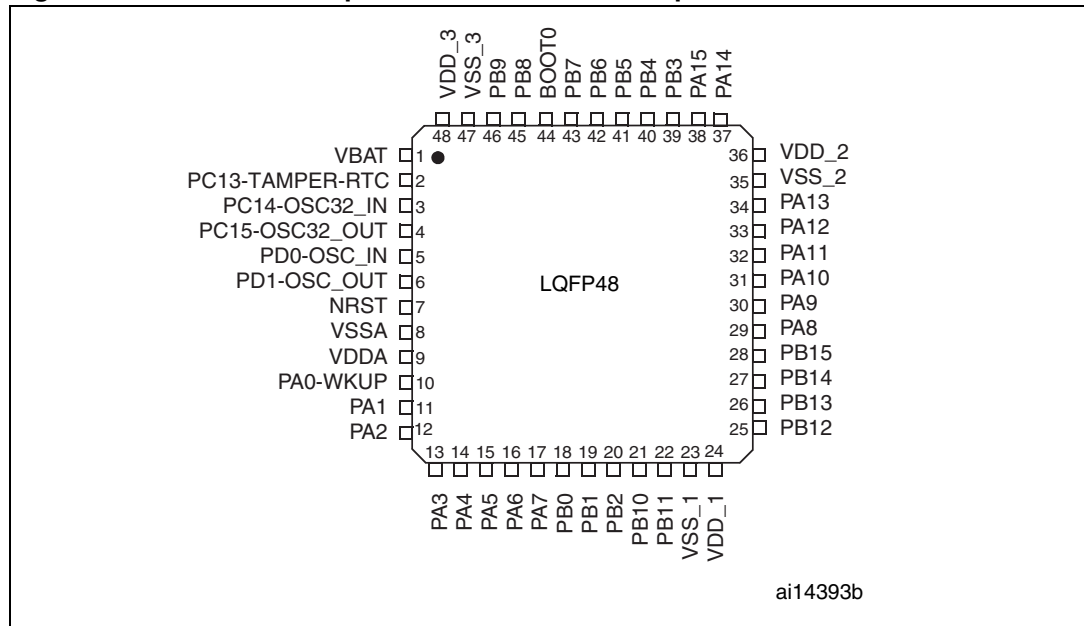 VDD_3
VSS_3
PB9
PB8
BOOT0
PB7
PB6
PB5
PB4
PB3
PA15
PA14
48 47 46 45 44 43 42 41 40 39 38 37
VBAT 1
PC13-TAMPER-RTC 2
PC14-OSC32_IN 3
PC15-OSC32_OUT 4
PD0-OSC_IN 5
PD1-OSC_OUT 6
NRST 7
VSSA 8
VDDA 9
PA0-WKUP 10
PA1 11
PA2 12
LQFP48
36 VDD_2
35 VSS_2
34 PA13
33 PA12
32 PA11
31 PA10
30 PA9
29 PA8
28 PB15
27 PB14
26 PB13
25 PB12
13 14 15 16 17 18 19 20 21 22 23 24
PA3
PA4
PA5
PA6
PA7
PB0
PB1
PB2
PB10
PB11
VSS_1
VDD_1
ai14393b